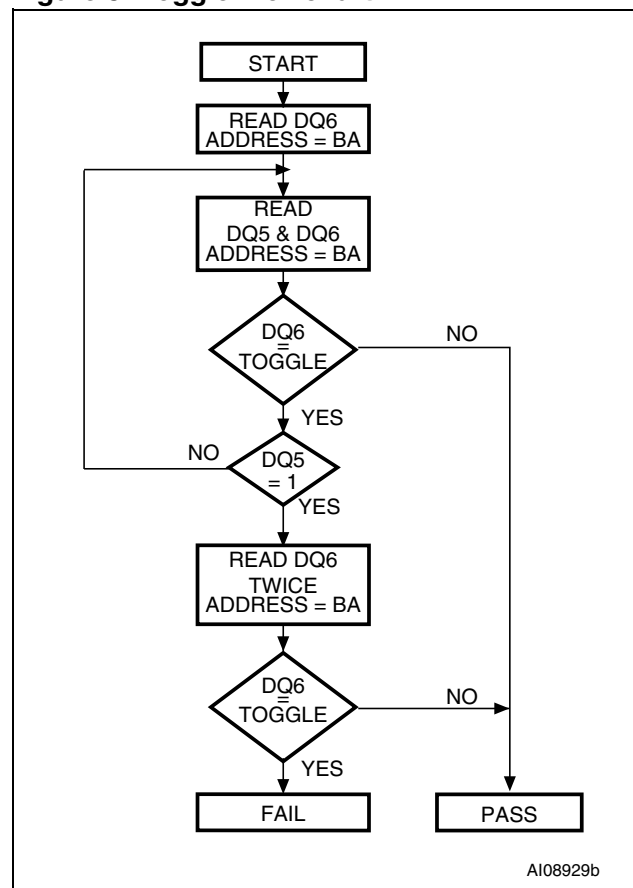 START
READ DQ6
ADDRESS = BA
READ
DQ5 & DQ6
ADDRESS = BA
DQ6
=
TOGGLE
NO
YES
NO
DQ5
= 1
YES
READ DQ6
TWICE
ADDRESS = BA
DQ6
=
TOGGLE
NO
YES
FAIL
PASS
AI08929b